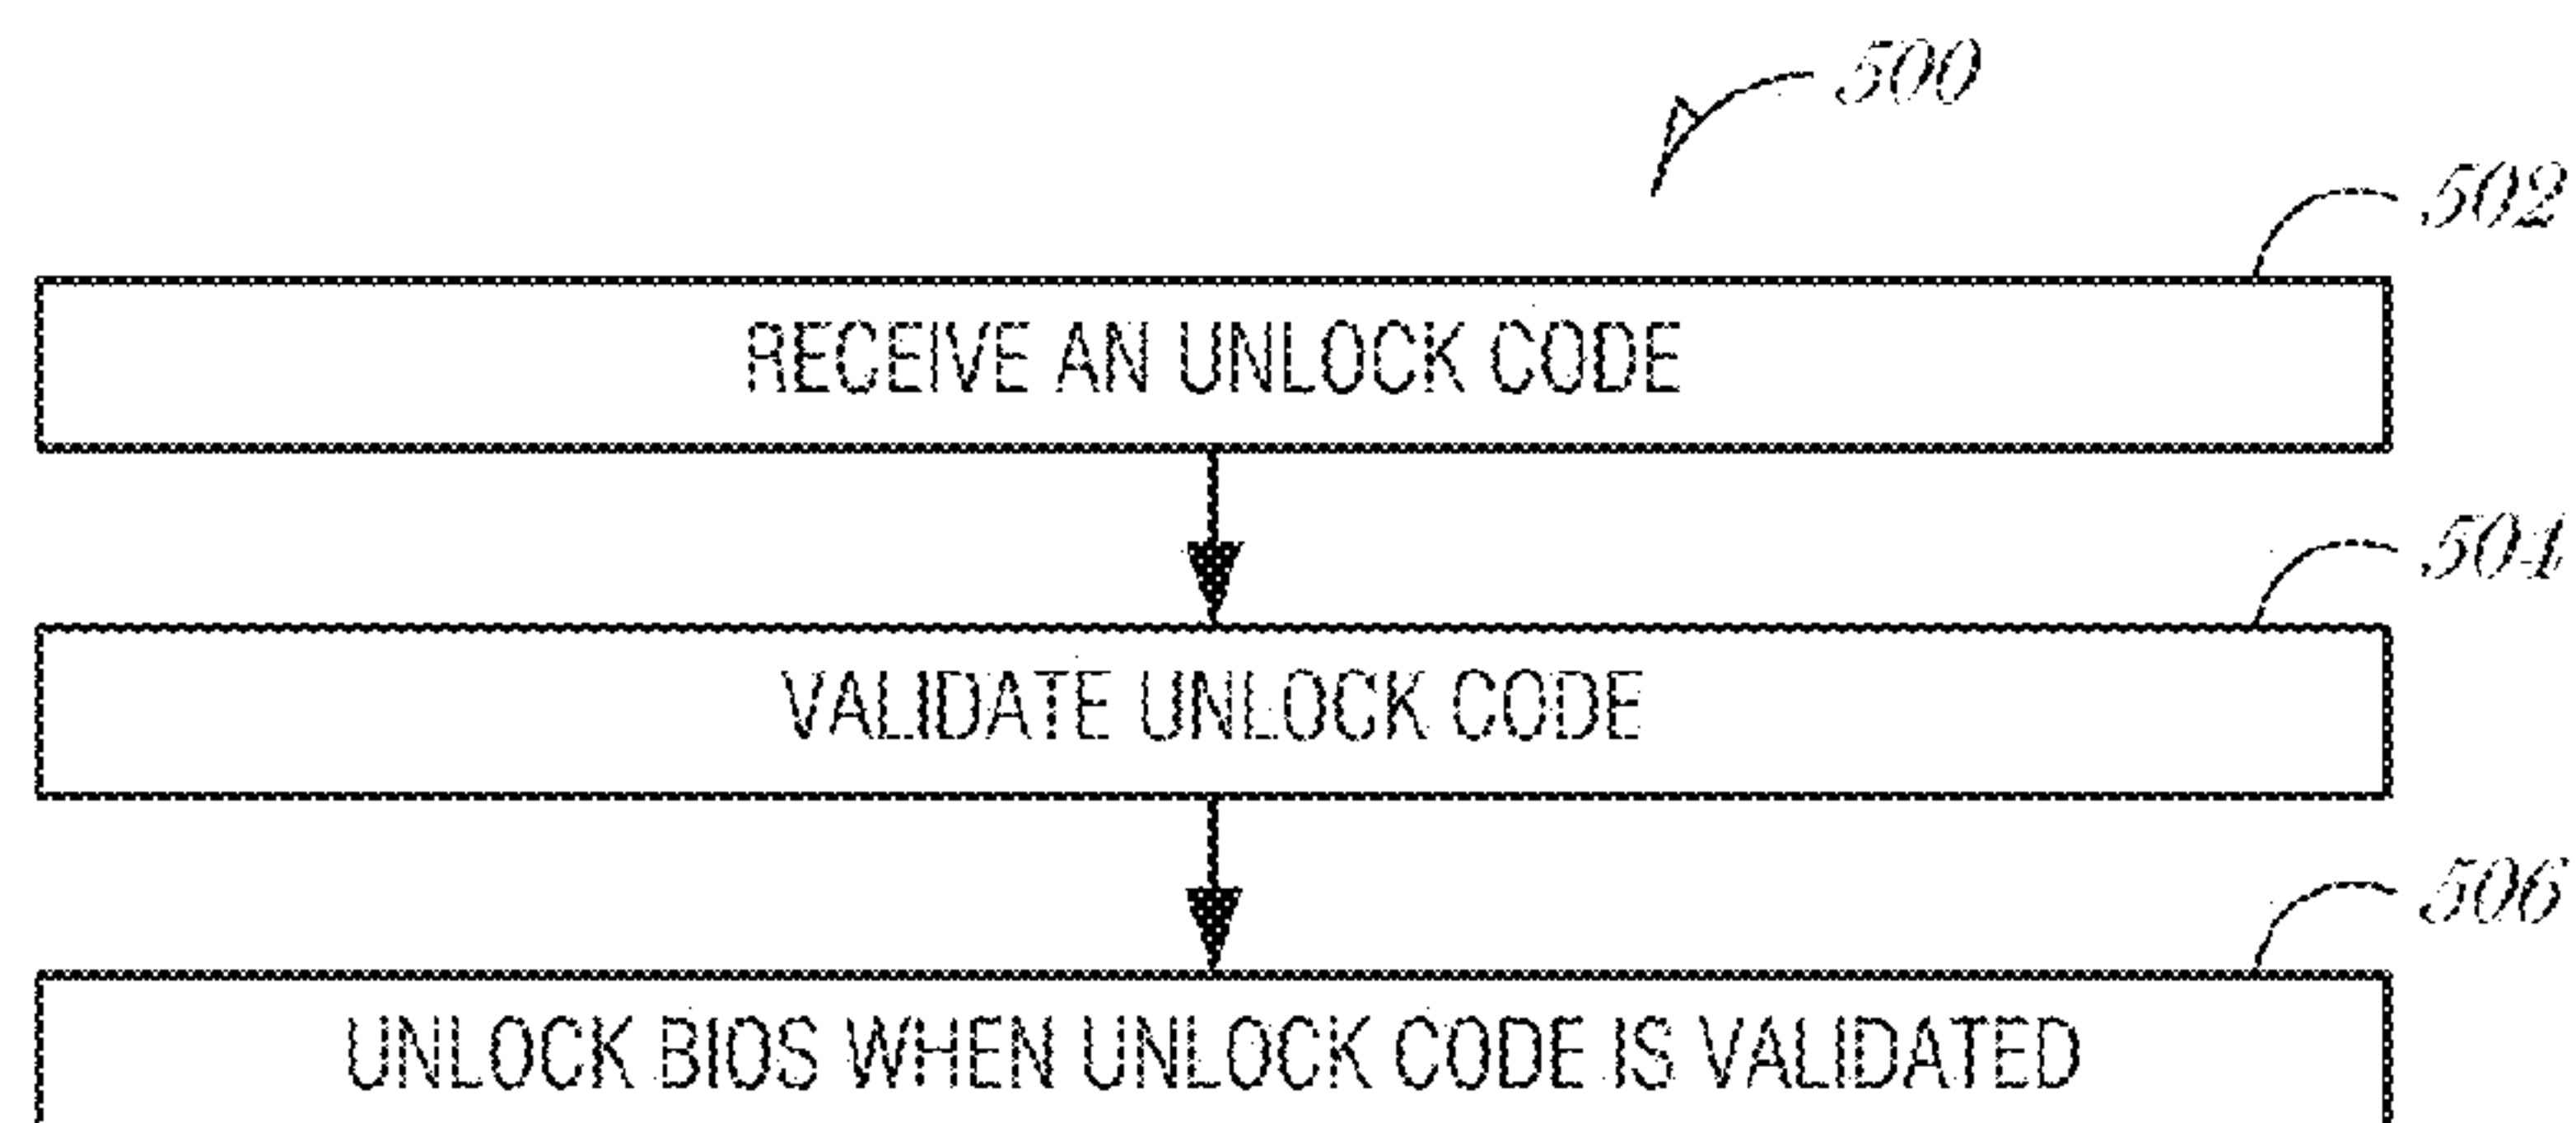 500
502
RECEIVE AN UNLOCK CODE
504
VALIDATE UNLOCK CODE
506
UNLOCK BIOS WHEN UNLOCK CODE IS VALIDATED